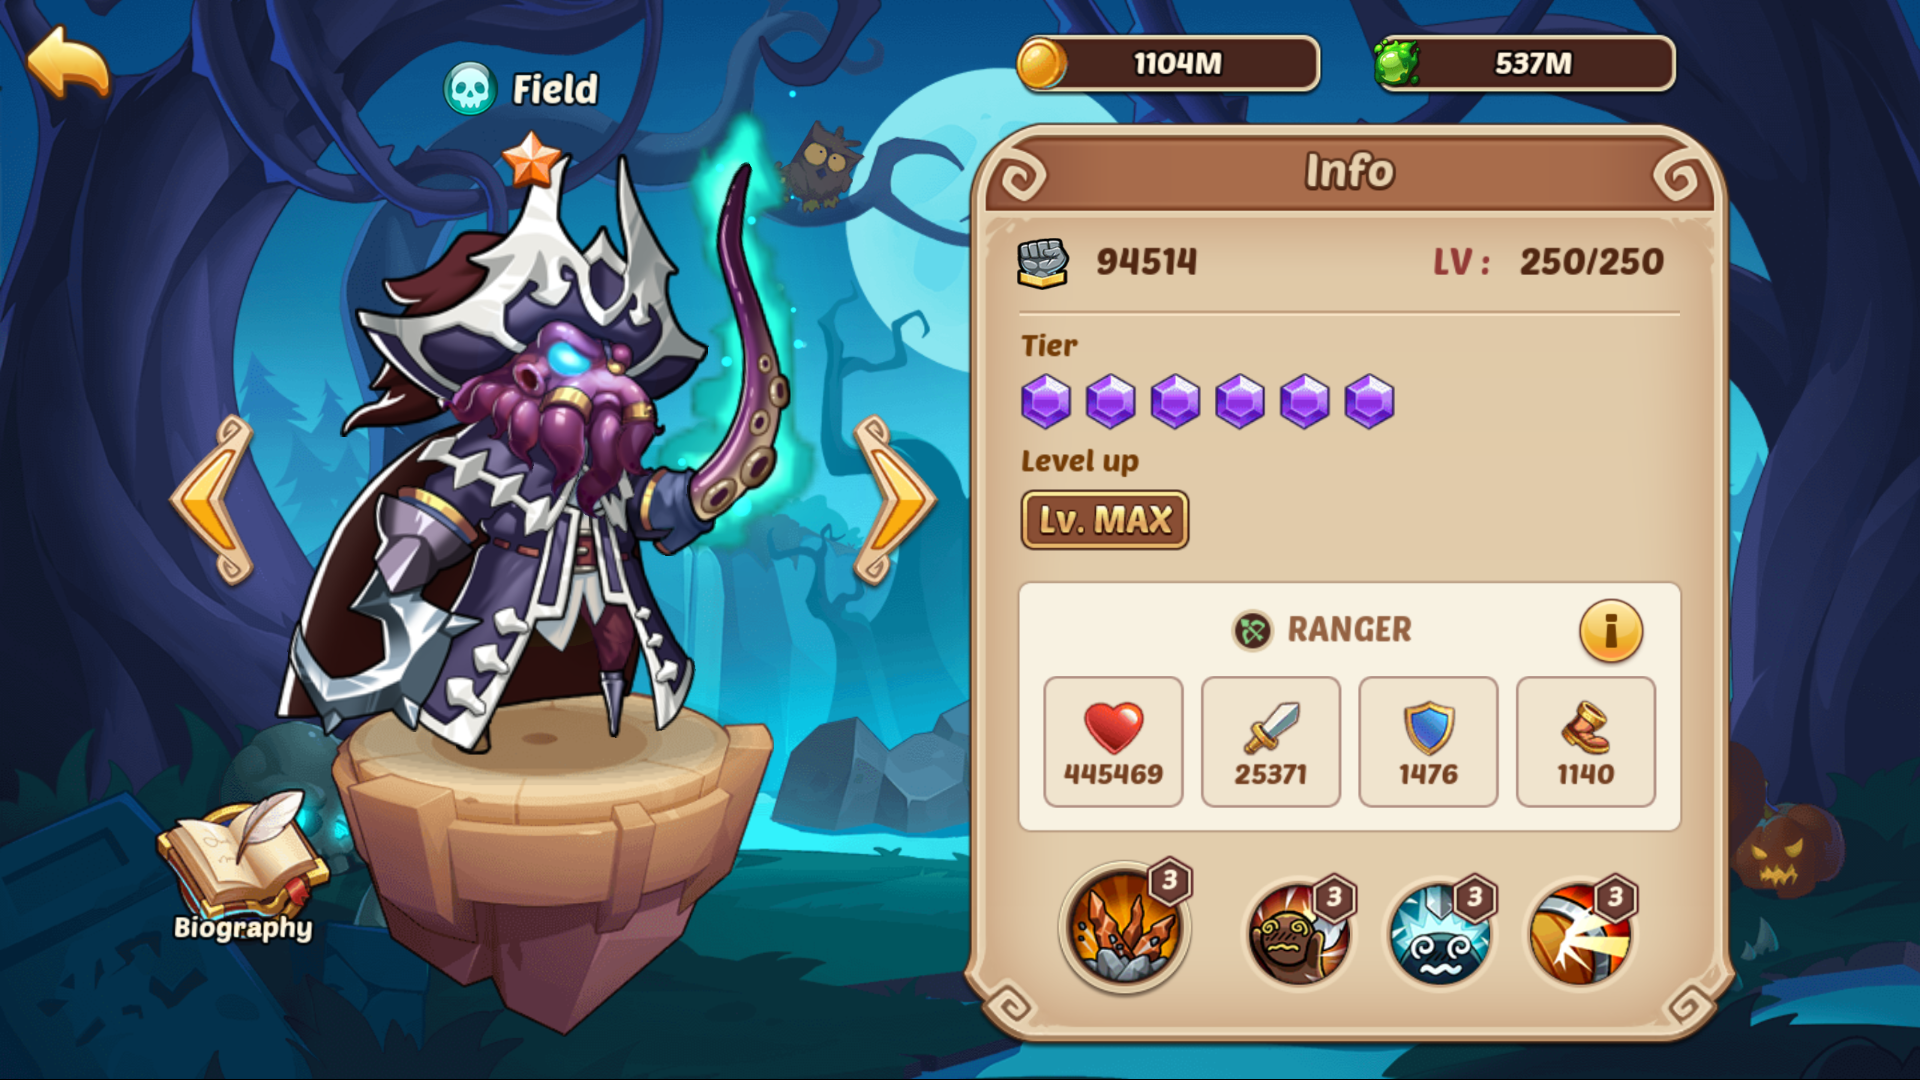 Field
1104M
537M
Info
94514
LV : 250/250
Tier
Level up
Lv. MAX
RANGER
445469
25371
1476
1140
3
3
3
3
Biography